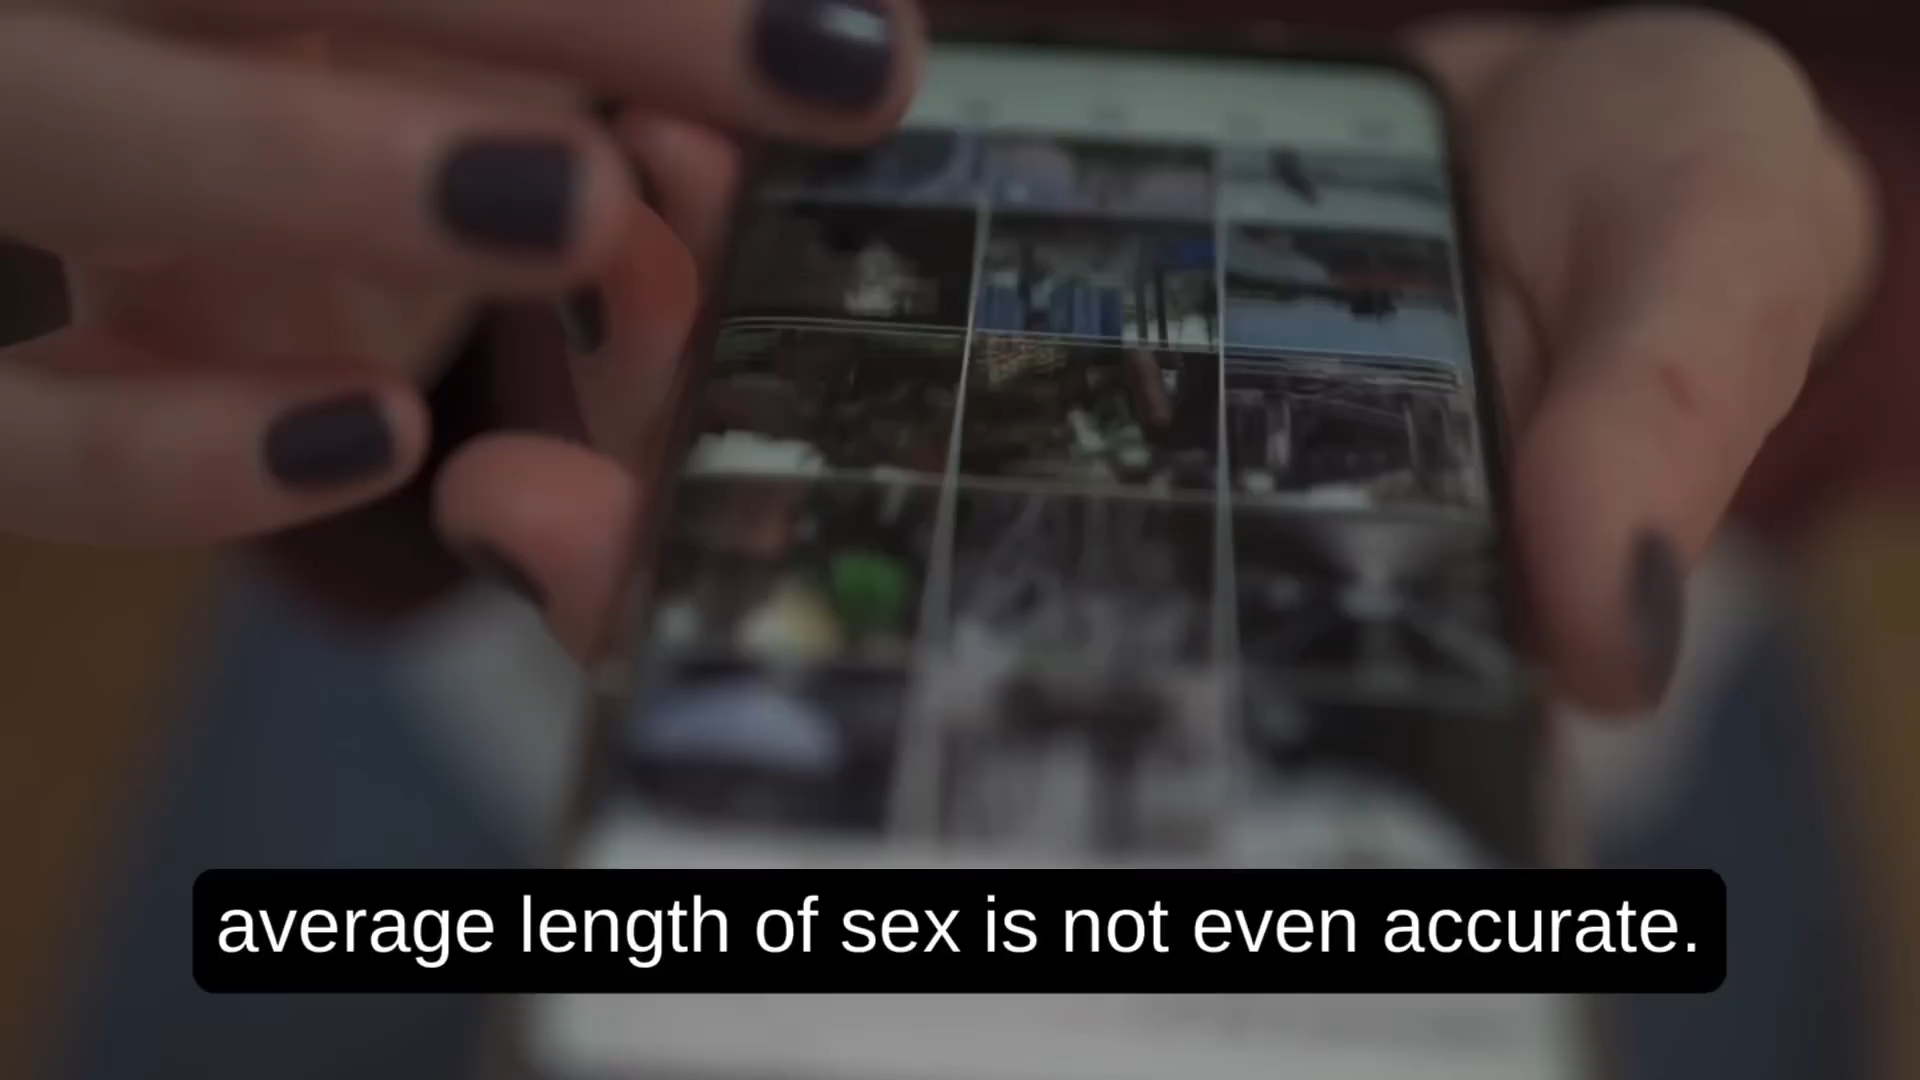 average length of sex is not even accurate.